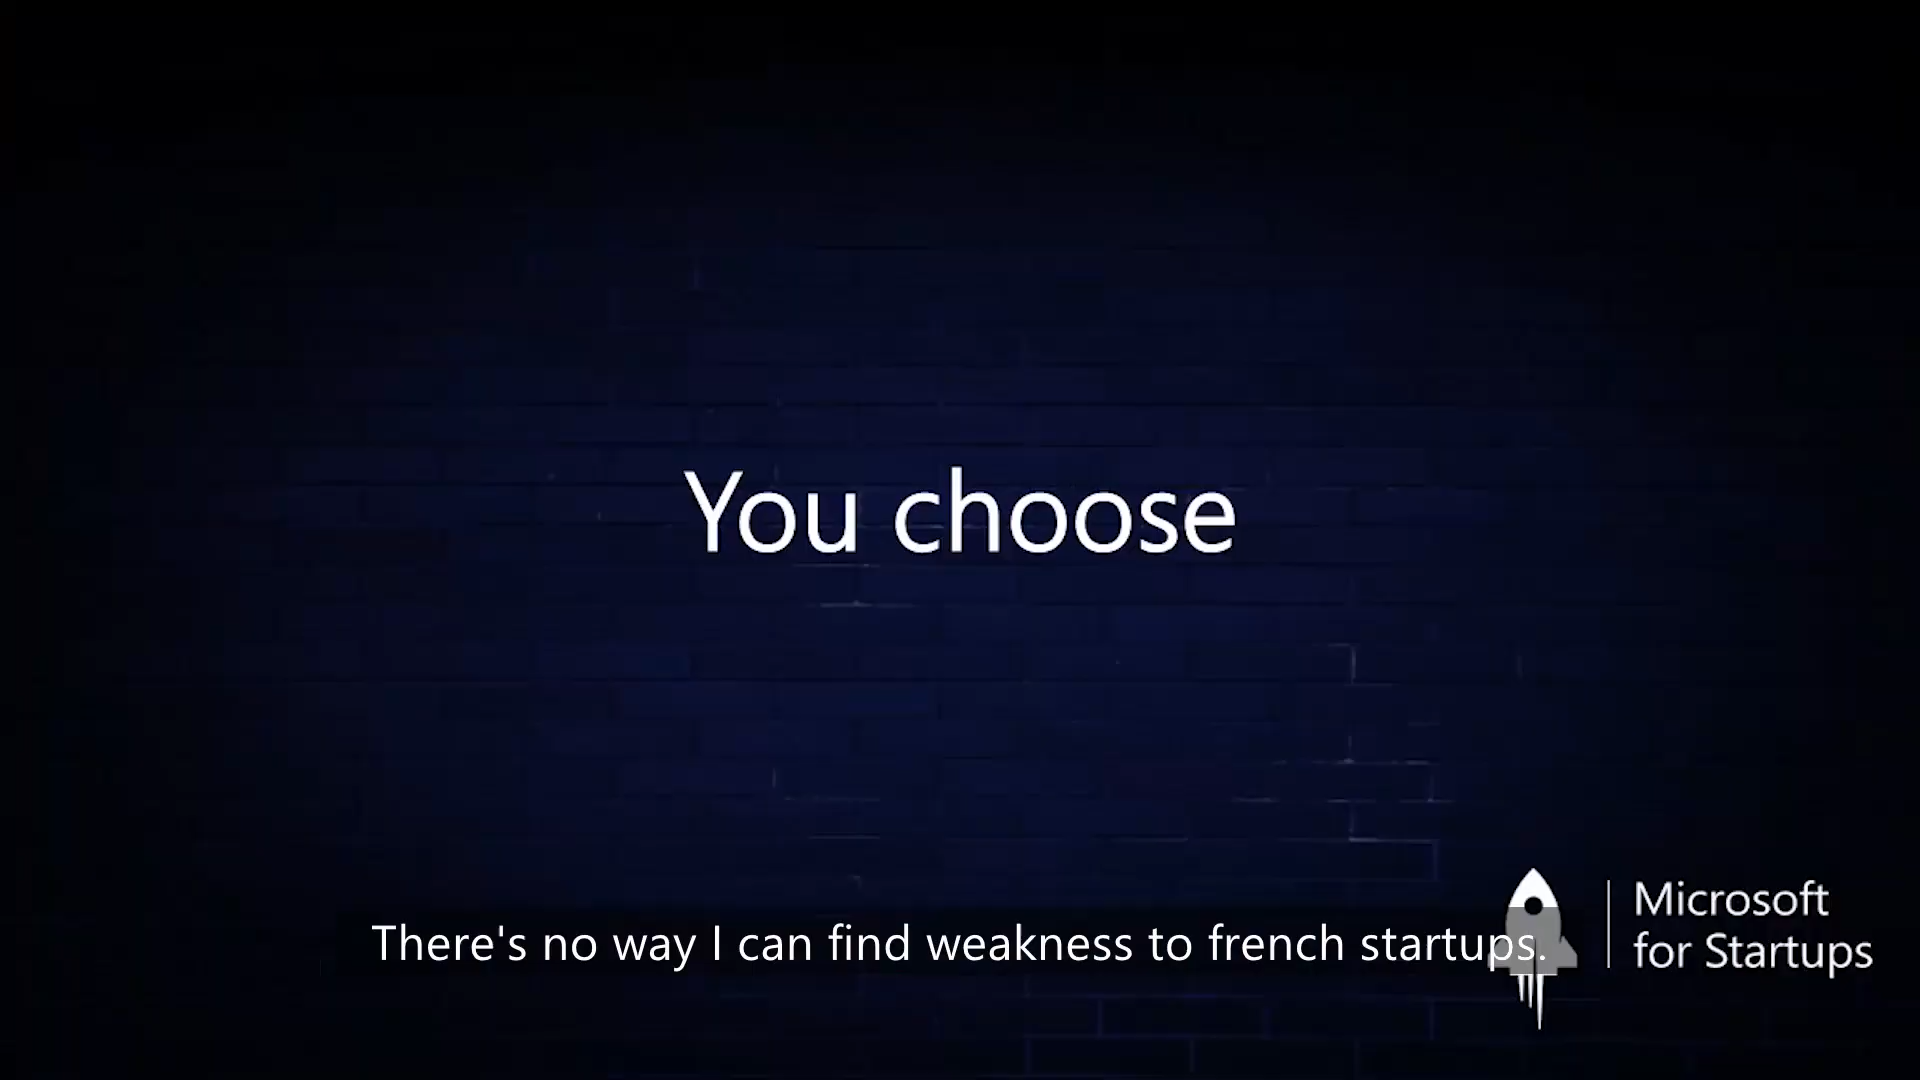 You choose
There's no way I can find weakness to french startups.
Microsoft
for Startups